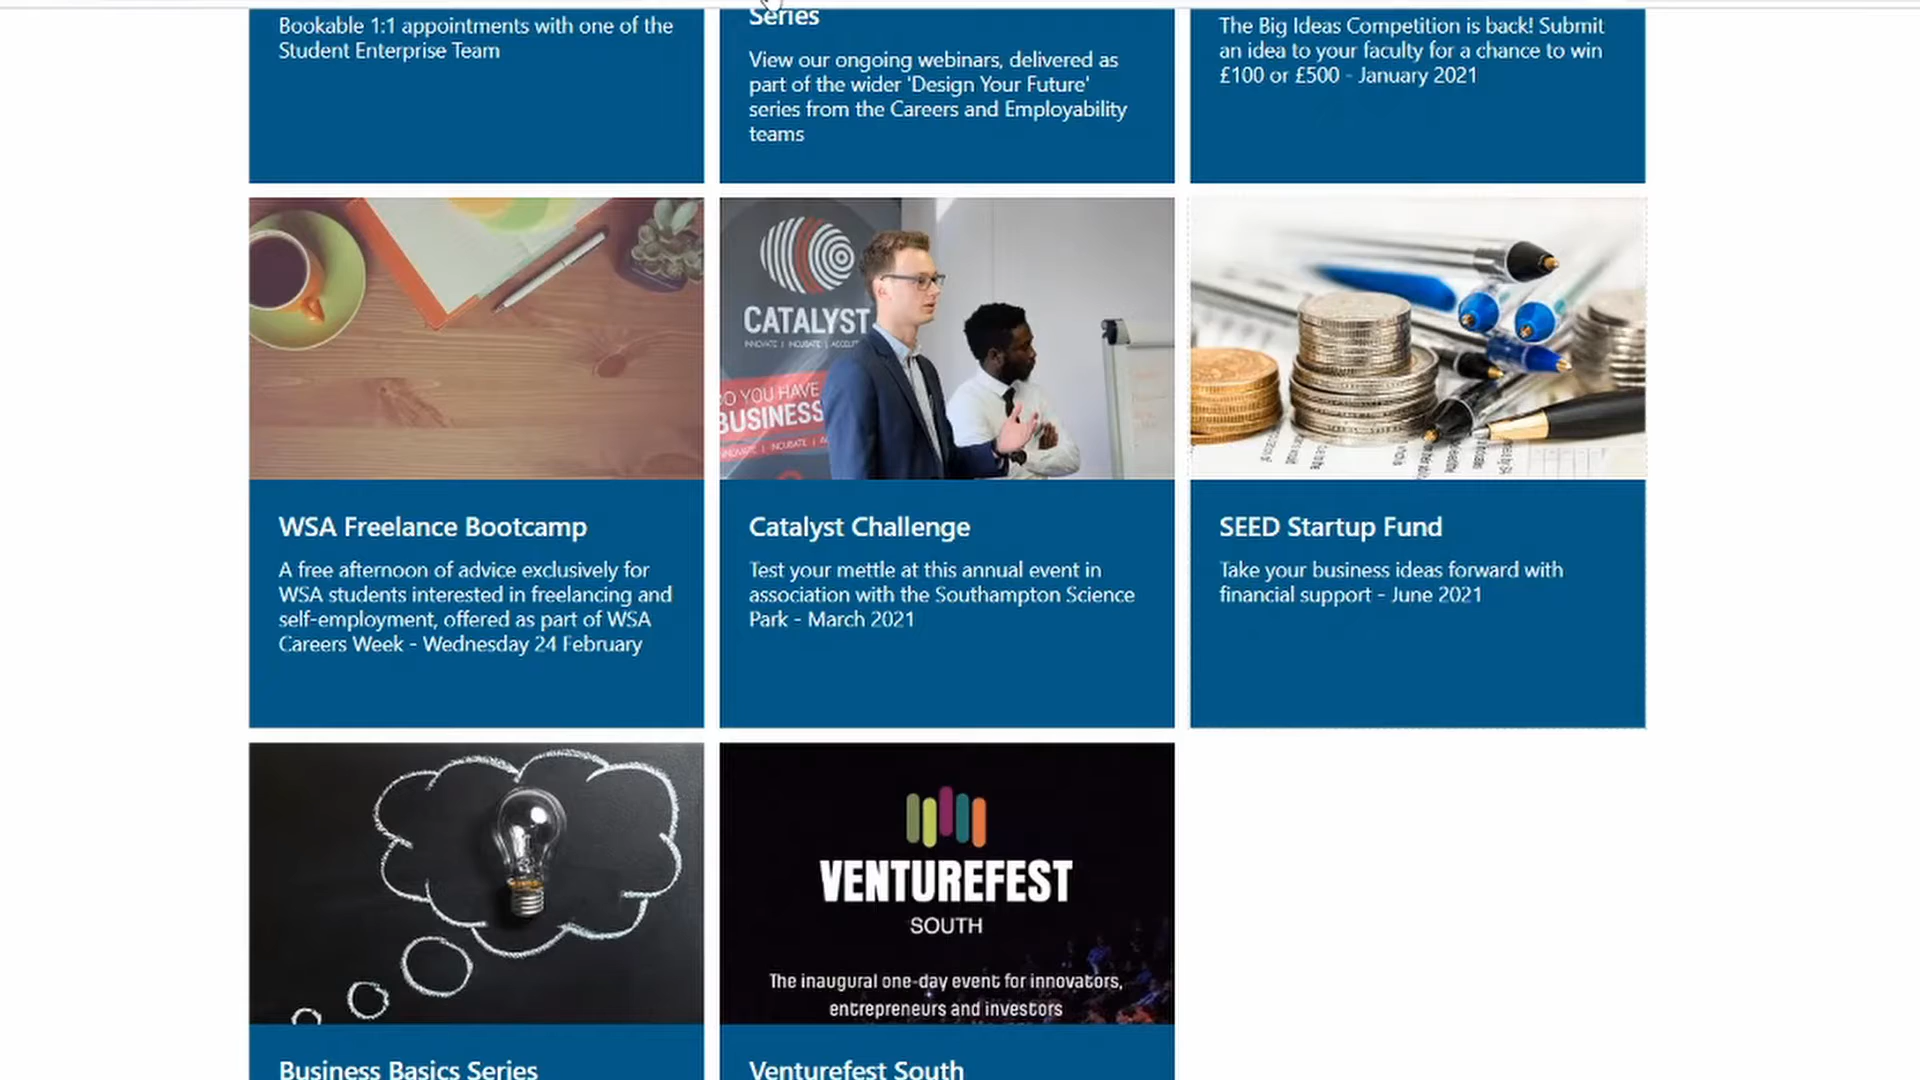 Bookable 1:1 appointments with one of the
Student Enterprise Team
Series
View our ongoing webinars, delivered as
part of the wider 'Design Your Future'
series from the Careers and Employability
teams
The Big Ideas Competition is back! Submit
an idea to your faculty for a chance to win
£100 or £500 - January 2021
CATALYST
INNOVATE | INCUBATE |
YOU HAVE
BUSINESS
INCUBATE
WSA Freelance Bootcamp
A free afternoon of advice exclusively for
WSA students interested in freelancing and
self-employment, offered as part of WSA
Careers Week - Wednesday 24 February
Catalyst Challenge
Test your mettle at this annual event in
association with the Southampton Science
Park - March 2021
SEED Startup Fund
Take your business ideas forward with
financial support - June 2021
VENTUREFEST
SOUTH
The inaugural one-day event for innovators,
entrepreneurs and investors
Business Basics Series
Venturefest South